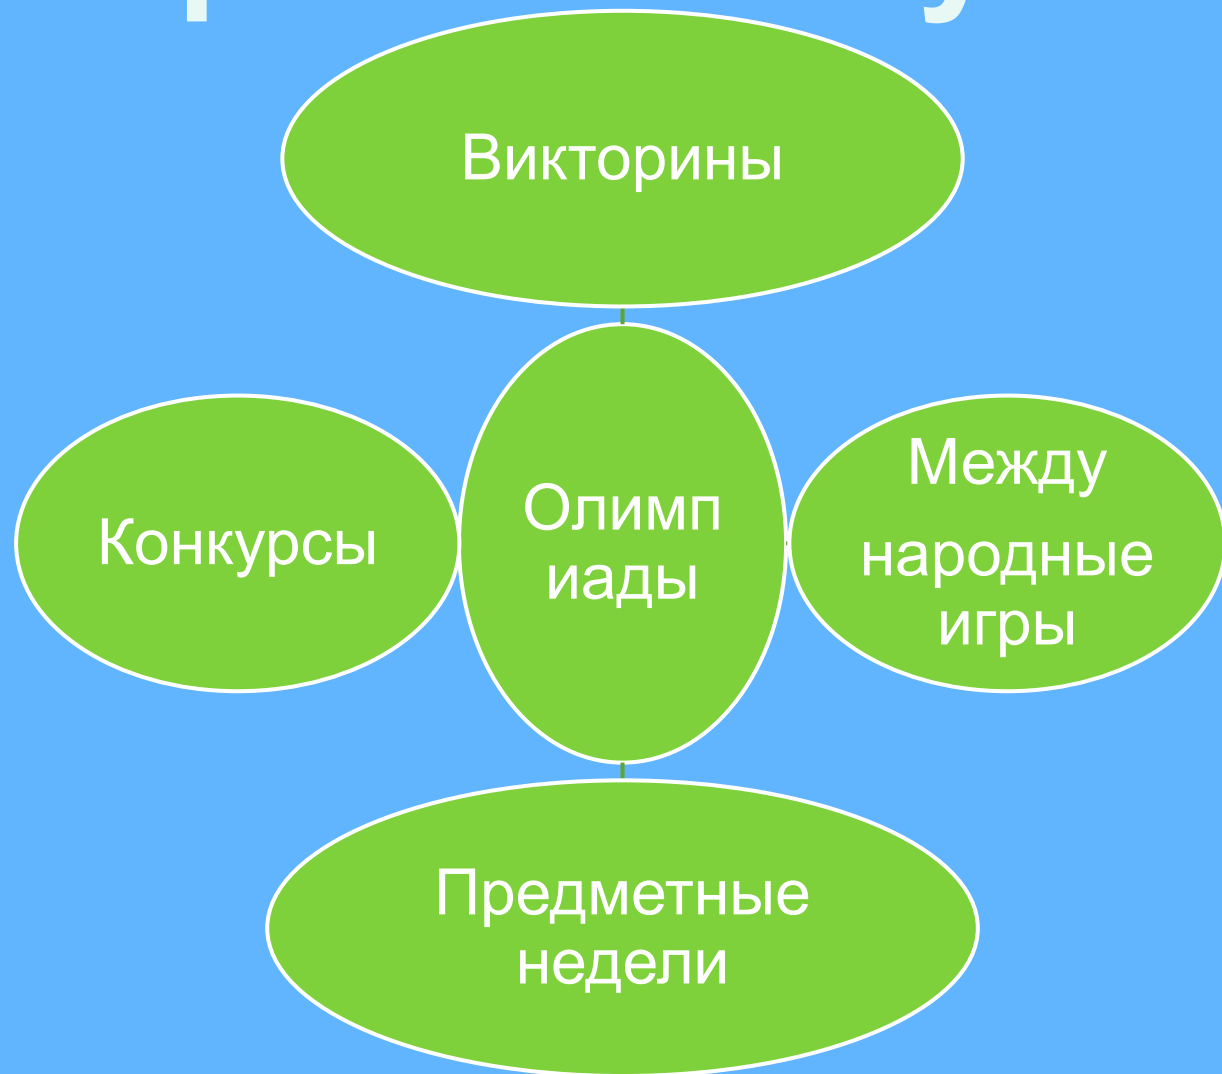 Викторины
Конкурсы
Олимп
иады
Между
народные
игры
Предметные
недели